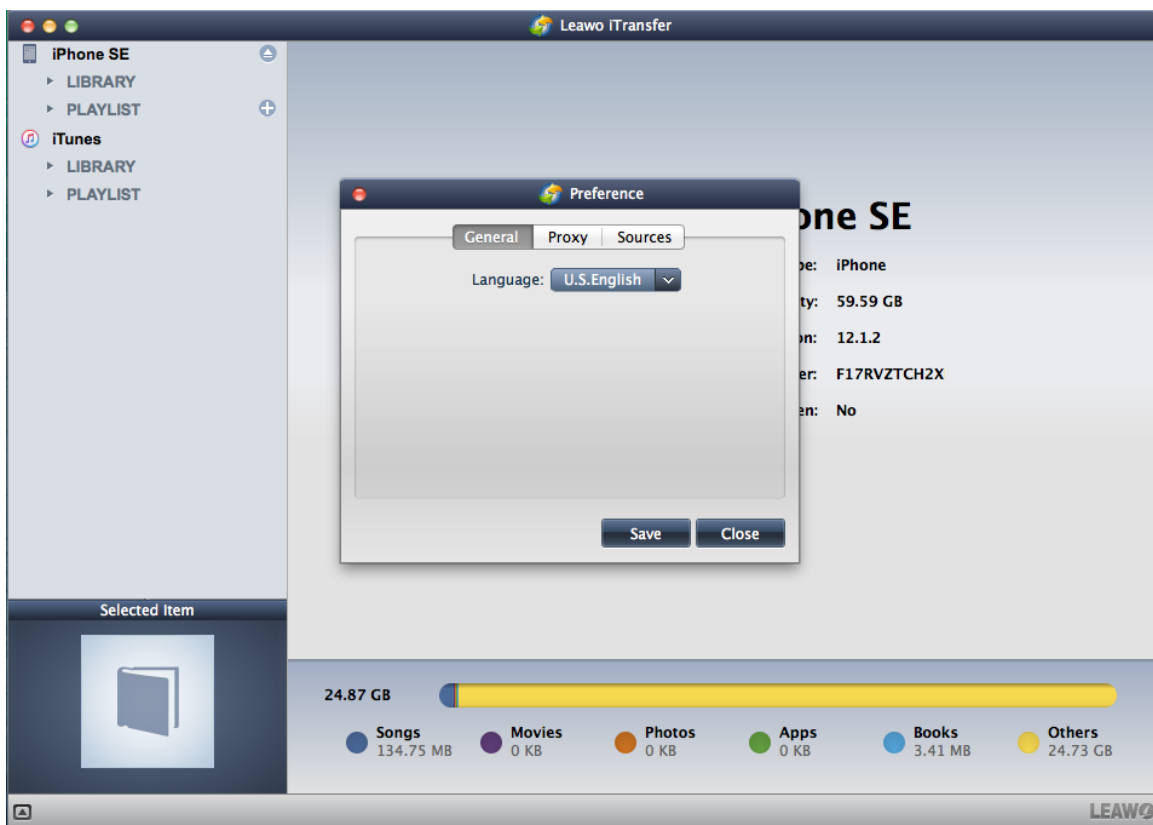 Leawo iTransfer
iPhone SE
LIBRARY
PLAYLIST
iTunes
LIBRARY
PLAYLIST
Selected Item
Preference
General Proxy Sources
Language: U.S.English
Save Close
one SE
pe: iPhone
ty: 59.59 GB
on: 12.1.2
er: F17RVZTCH2X
en: No
24.87 GB
Songs
134.75 MB
Movies
0 KB
Photos
0 KB
Apps
0 KB
Books
3.41 MB
Others
24.73 GB
LEAWO